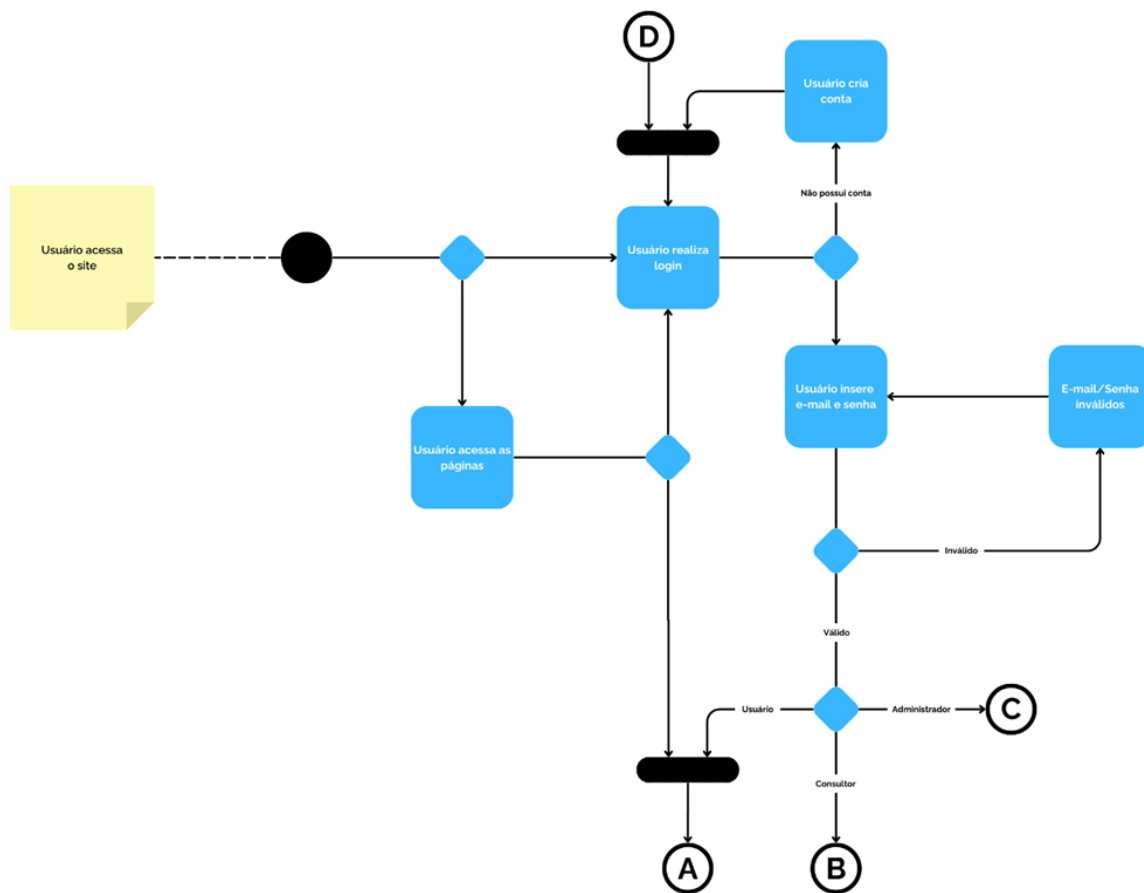 D
Usuário cria
conta
Não possui conta
Usuário acessa
o site
Usuário realiza
login
Usuário insere
e-mail e senha
E-mail/Senha
inválidos
Usuário acessa as
páginas
Inválido
Válido
Usuário
Administrador
C
Consultor
A
B